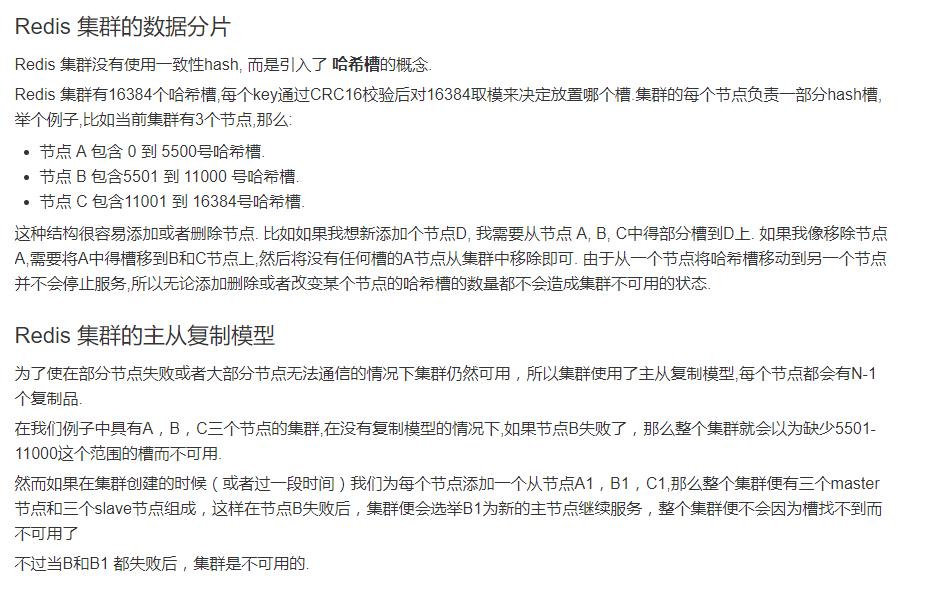 Redis 集群的数据分片
Redis 集群没有使用一致性hash, 而是引入了 哈希槽的概念.
Redis 集群有16384个哈希槽,每个key通过CRC16校验后对16384取模来决定放置哪个槽.集群的每个节点负责一部分hash槽,
举个例子,比如当前集群有3个节点,那么:
• 节点 A 包含 0 到 5500号哈希槽.
• 节点 B 包含5501 到 11000 号哈希槽.
• 节点 C 包含11001 到 16384号哈希槽.
这种结构很容易添加或者删除节点. 比如如果我想新添加个节点D, 我需要从节点 A, B, C中得部分槽到D上. 如果我像移除节点
A,需要将A中得槽移到B和C节点上,然后将没有任何槽的A节点从集群中移除即可. 由于从一个节点将哈希槽移动到另一个节点
并不会停止服务,所以无论添加删除或者改变某个节点的哈希槽的数量都不会造成集群不可用的状态.
Redis 集群的主从复制模型
为了使在部分节点失败或者大部分节点无法通信的情况下集群仍然可用，所以集群使用了主从复制模型,每个节点都会有N-1
个复制品.
在我们例子中具有A，B，C三个节点的集群,在没有复制模型的情况下,如果节点B失败了，那么整个集群就会以为缺少5501-
11000这个范围的槽而不可用.
然而如果在集群创建的时候（或者过一段时间）我们为每个节点添加一个从节点A1，B1，C1,那么整个集群便有三个master
节点和三个slave节点组成，这样在节点B失败后，集群便会选举B1为新的主节点继续服务，整个集群便不会因为槽找不到而
不可用了
不过当B和B1 都失败后，集群是不可用的.